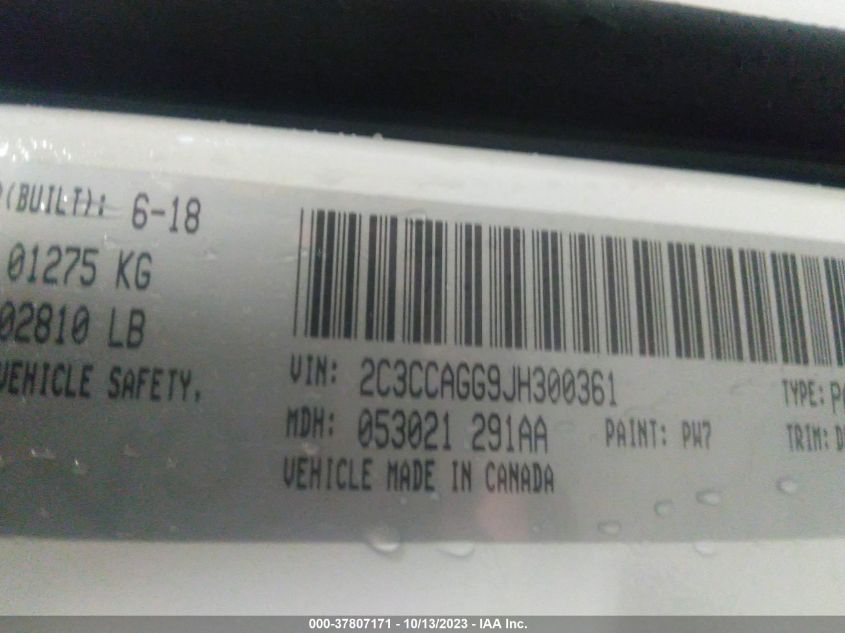 (BUILT): 6-18
01275 KG
02810 LB
VEHICLE SAFETY,
VIN: 2C3CCAGG9JH300361
TYPE:
MDH: 053021 291AA PAINT: PW7 TRIM:
VEHICLE MADE IN CANADA
000-37807171 - 10/13/2023 - IAA Inc.